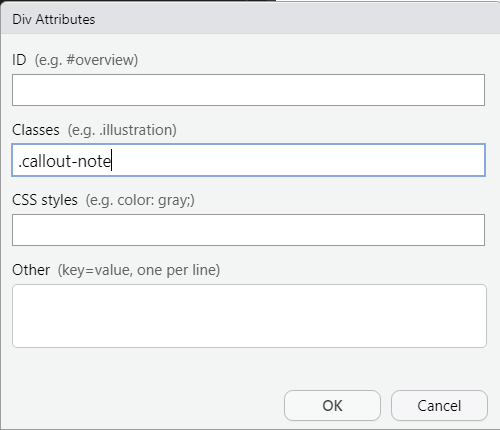 Div Attributes
ID (e.g. #overview)
Classes (e.g. .illustration)
.callout-note
CSS styles (e.g. color: gray;)
Other (key=value, one per line)
OK Cancel